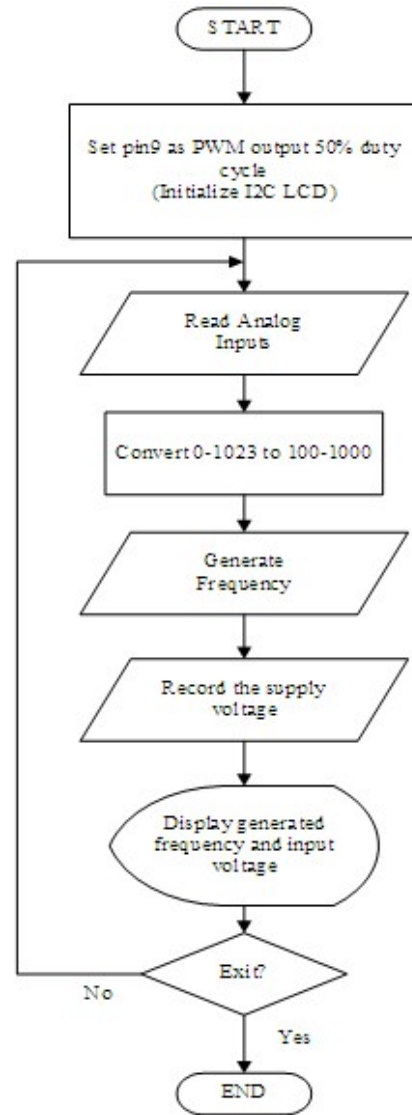 START
Set pin9 as PWM output 50% duty
cycle
(Initialize I2C LCD)
Read Analog
Inputs
Convert 0-1023 to 100-1000
Generate
Frequency
Record the supply
voltage
Display generated
frequency and input
voltage
Exit?
No
Yes
END